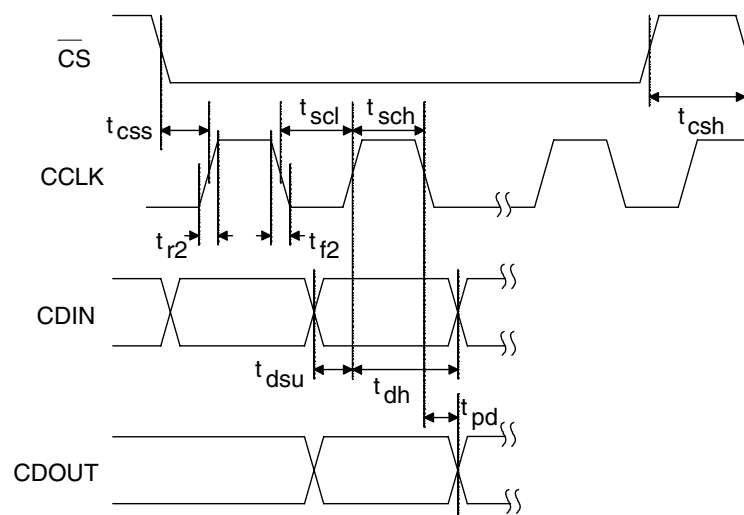 CS
t scl
t sch
t css
t csh
CCLK
t r2
t f2
CDIN
t dsu
t dh
t pd
CDOUT